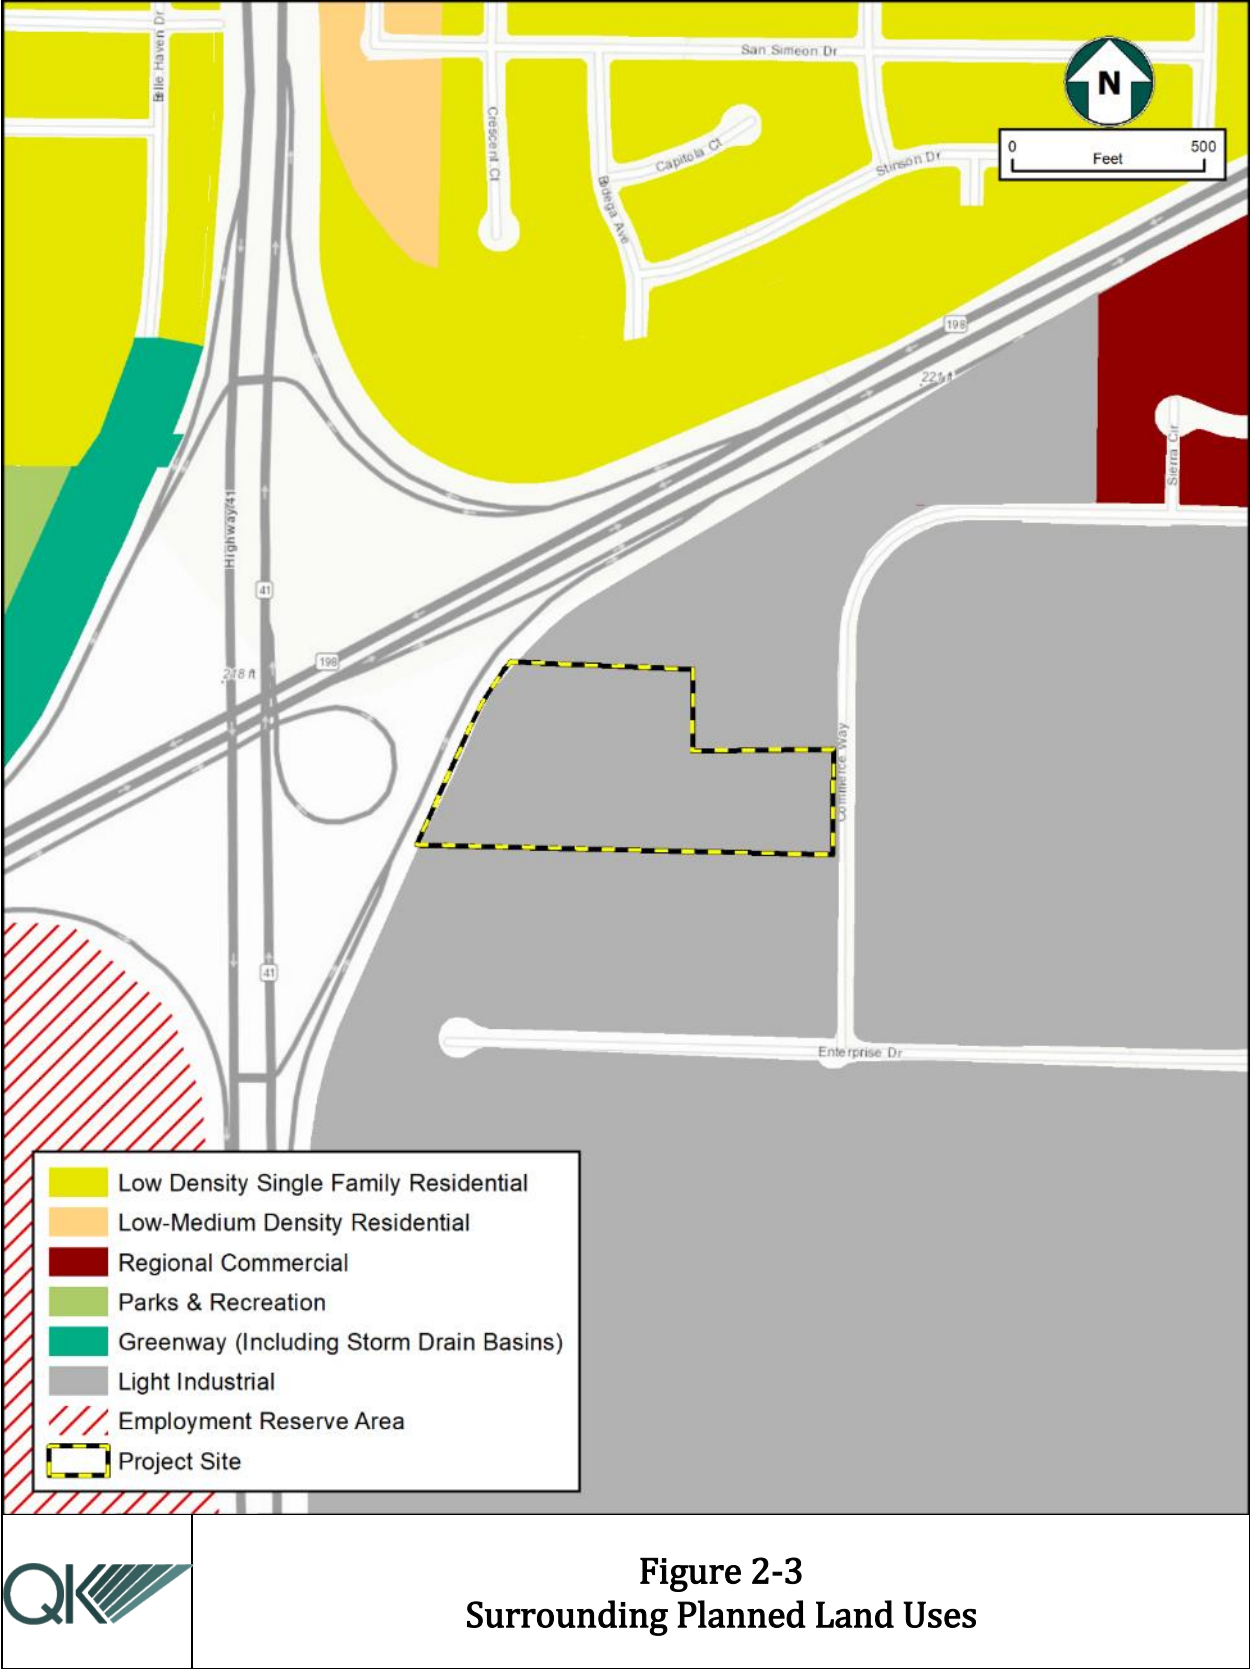 Belle Haven Dr
San Simeon Dr
N
0 500
Feet
Crescent Ct
Capitola Ct
Stinson Dr
Bodega Ave
198
221 ft
Sierra Cir
Highway 41
41
198
218 ft
Commerce Way
41
Enterprise Dr
Low Density Single Family Residential
Low-Medium Density Residential
Regional Commercial
Parks & Recreation
Greenway (Including Storm Drain Basins)
Light Industrial
Employment Reserve Area
Project Site
QK
Figure 2-3
Surrounding Planned Land Uses